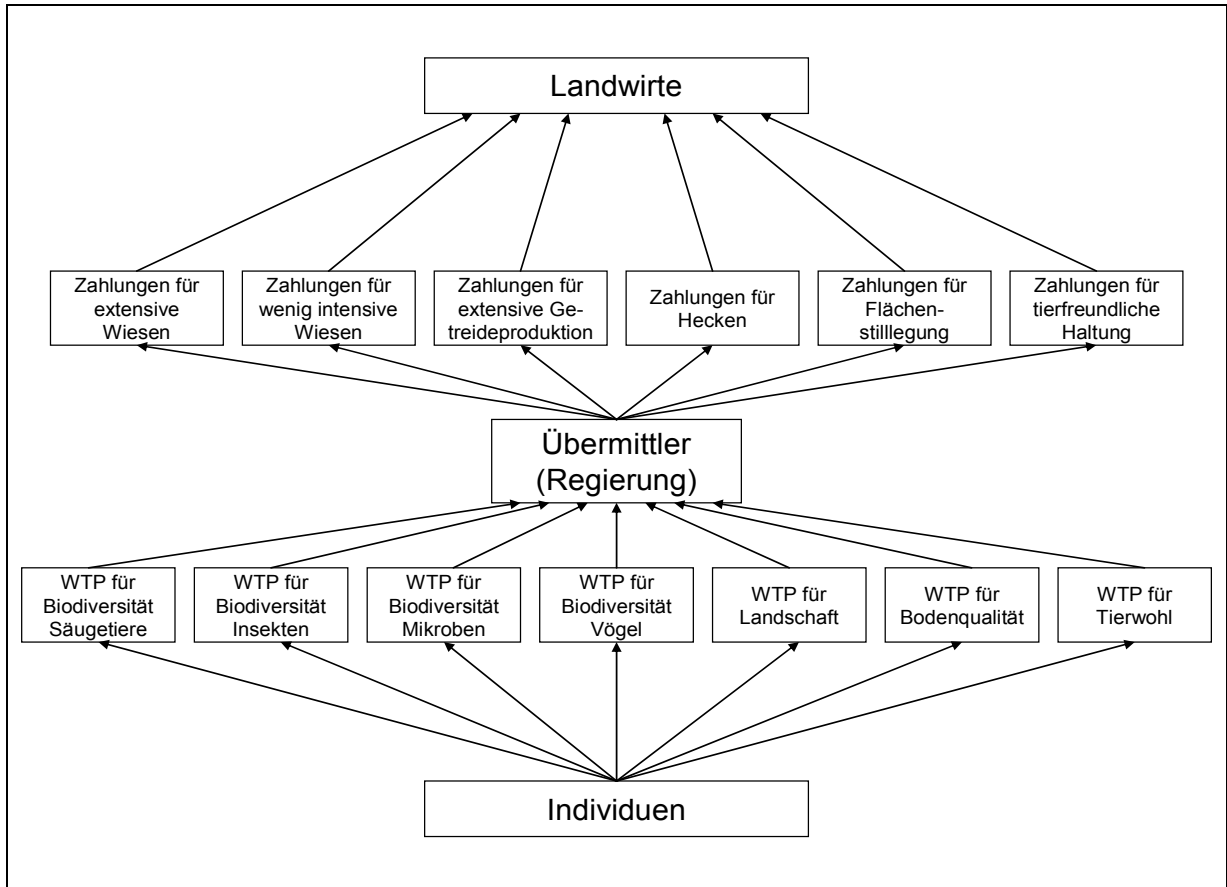 Landwirte
Zahlungen für
extensive
Wiesen
Zahlungen für
wenig intensive
Wiesen
Zahlungen für
extensive Ge-
treideproduktion
Zahlungen für
Hecken
Zahlungen für
Flächen-
stilllegung
Zahlungen für
tierfreundliche
Haltung
Übermittler
(Regierung)
WTP für
Biodiversität
Säugetiere
WTP für
Biodiversität
Insekten
WTP für
Biodiversität
Mikroben
WTP für
Biodiversität
Vögel
WTP für
Landschaft
WTP für
Bodenqualität
WTP für
Tierwohl
Individuen